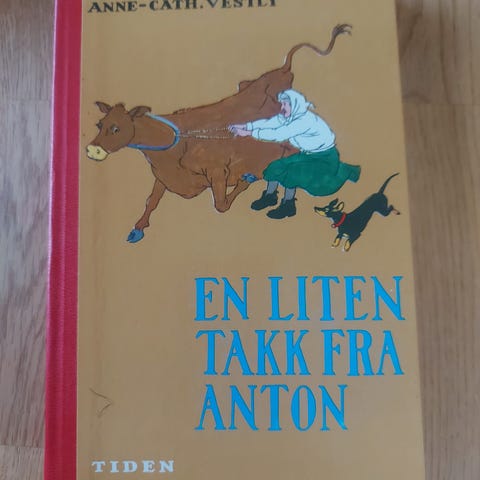 ANNE-CATH. VESTLY
EN LITEN
TAKK FRA
ANTON
TIDEN